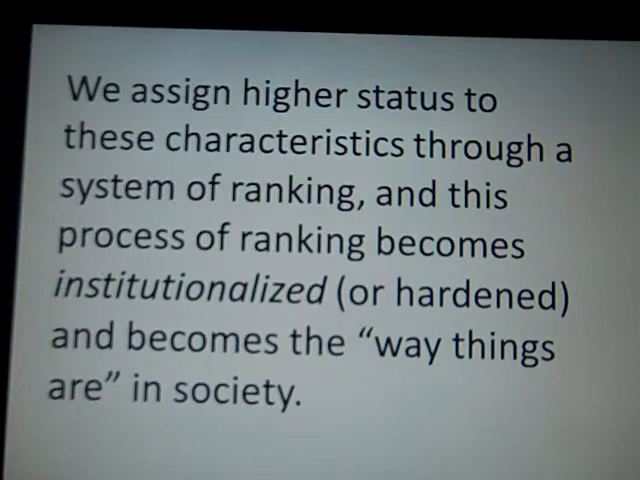 We assign higher status to
these characteristics through a
system of ranking, and this
process of ranking becomes
institutionalized (or hardened)
and becomes the “way things
are” in society.